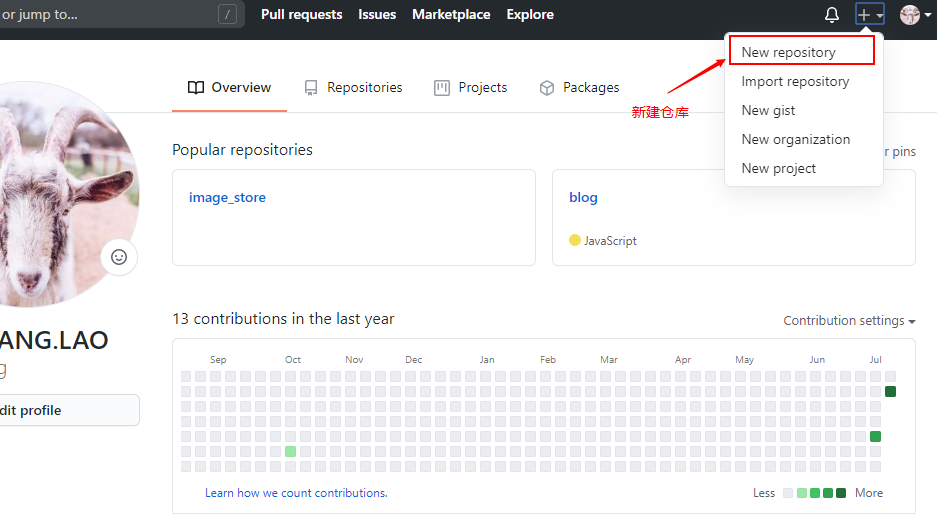 or jump to... / Pull requests Issues Marketplace Explore
New repository
Import repository
New gist
New organization
New project
新建仓库
Overview Repositories Projects Packages
Popular repositories
pins
image_store
blog
JavaScript
ANG.LAO
dit profile
13 contributions in the last year
Contribution settings
Sep Oct Nov Dec Jan Feb Mar Apr May Jun Jul
Learn how we count contributions.
Less More